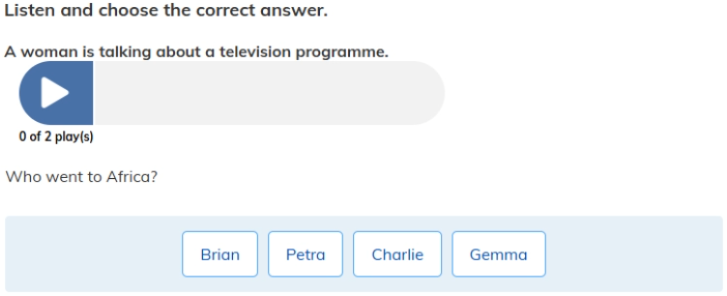 Listen and choose the correct answer.
A woman is talking about a television programme.
0 of 2 play(s)
Who went to Africa?
Brian Petra Charlie Gemma